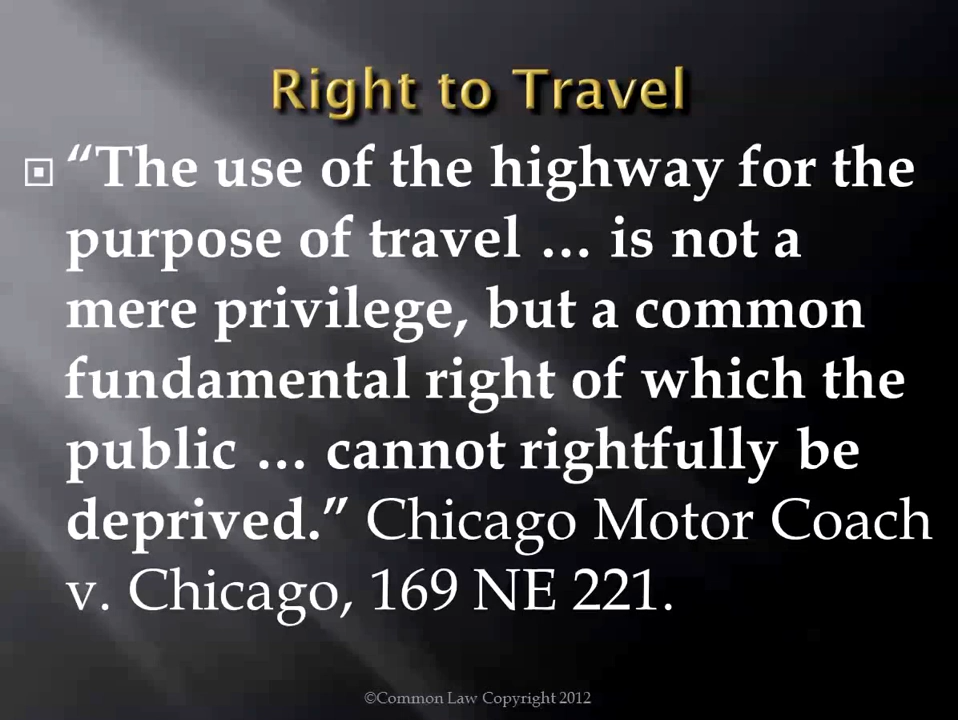 Right to Travel
“The use of the highway for the
purpose of travel … is not a
mere privilege, but a common
fundamental right of which the
public … cannot rightfully be
deprived.” Chicago Motor Coach
v. Chicago, 169 NE 221.
©Common Law Copyright 2012